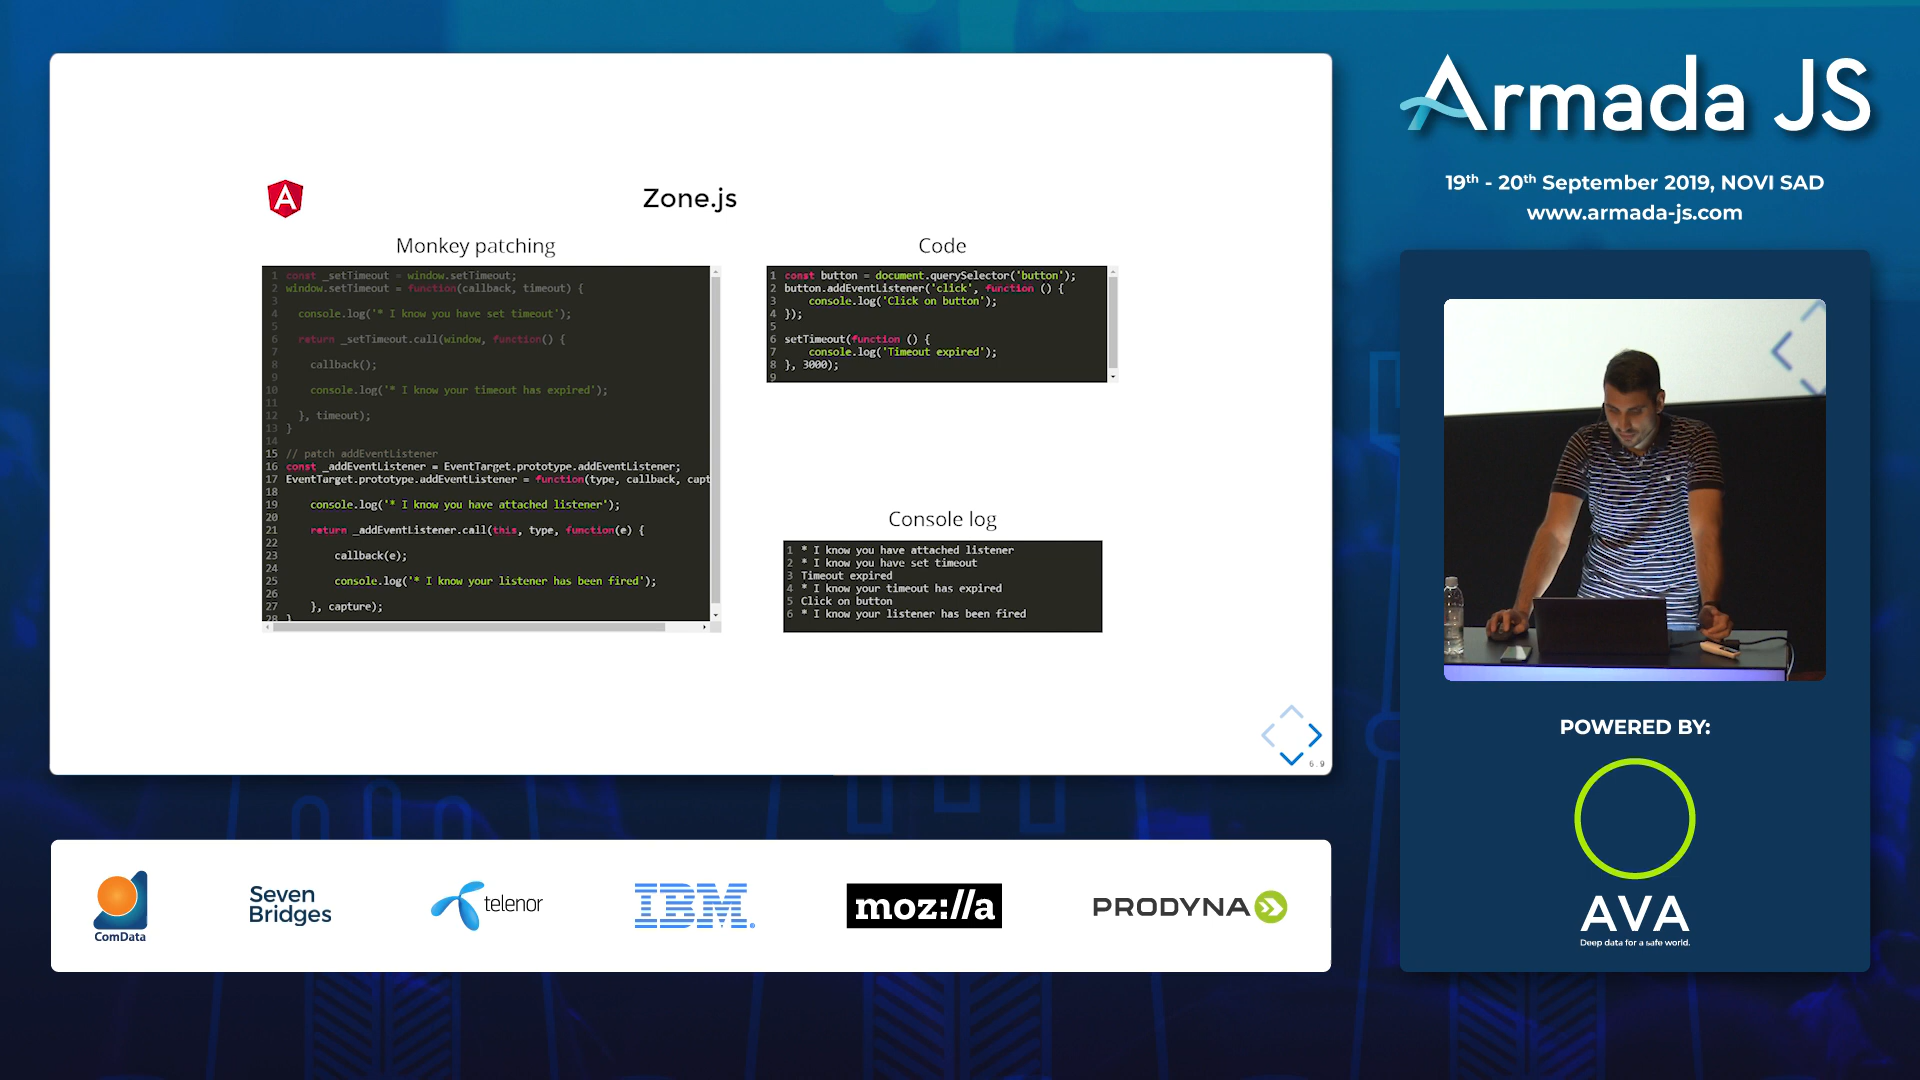 Zone.js
Monkey patching
1 const _setTimeout = window.setTimeout;
2 window.setTimeout = function(callback, timeout) {
3
4 console.log('* I know you have set timeout');
5
6 return _setTimeout.call(window, function() {
7
8 callback();
9
10 console.log('* I know your timeout has expired');
11
12 }, timeout);
13 }
14
15 // patch addEventListener
16 const _addEventListener = EventTarget.prototype.addEventListener;
17 EventTarget.prototype.addEventListener = function(type, callback, capt
18
19 console.log('* I know you have attached listener');
20
21 return _addEventListener.call(this, type, function(e) {
22
23 callback(e);
24
25 console.log('* I know your listener has been fired');
26
27 }, capture);
28 }
Code
1 const button = document.querySelector('button');
2 button.addEventListener('click', function () {
3 console.log('Click on button');
4 });
5
6 setTimeout(function () {
7 console.log('Timeout expired');
8 }, 3000);
9
Console log
1 * I know you have attached listener
2 * I know you have set timeout
3 Timeout expired
4 * I know your timeout has expired
5 Click on button
6 * I know your listener has been fired
6.9
Armada JS
19th - 20th September 2019, NOVI SAD
www.armada-js.com
POWERED BY:
AVA
Deep data for a safe world.
ComData
Seven
Bridges
telenor
IBM
moz://a
PRODYNA